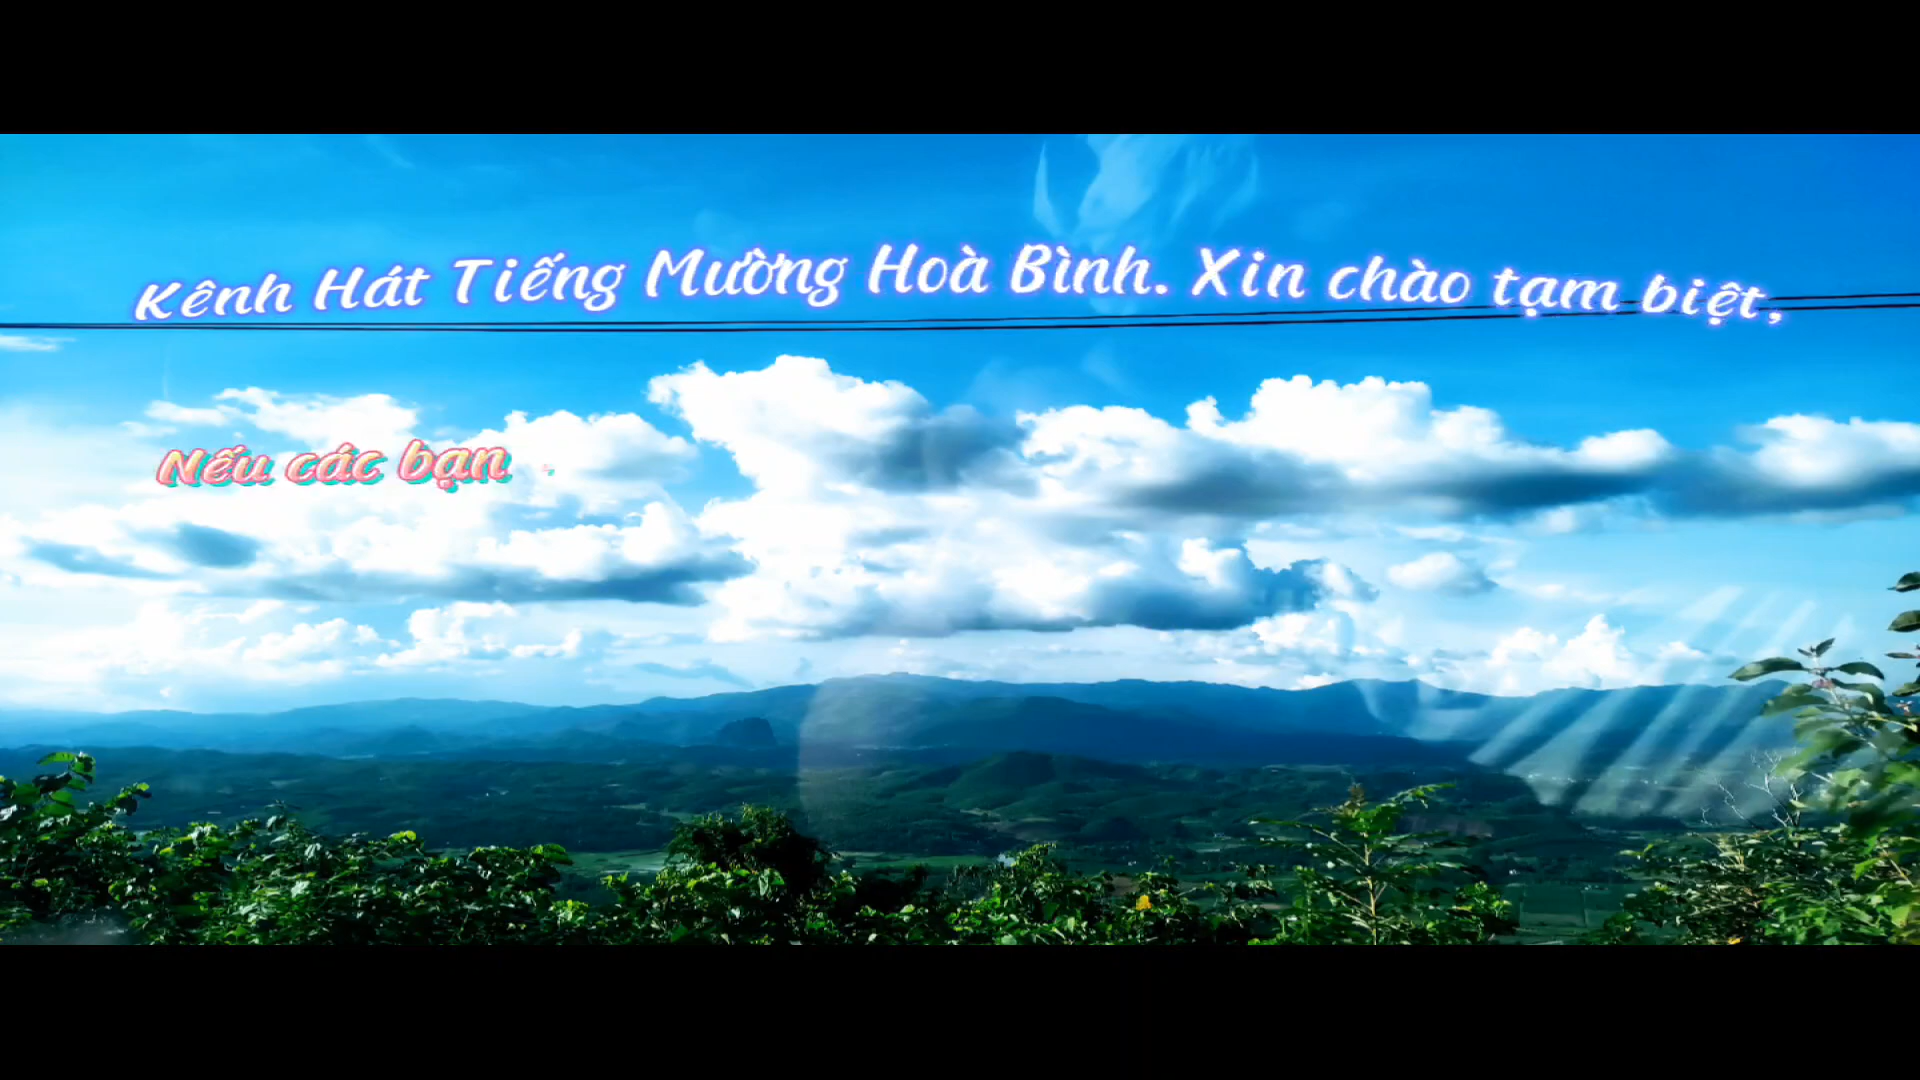 Kênh Hát Tiếng Mường Hoà Bình. Xin chào tạm biệt,
Nếu các bạn